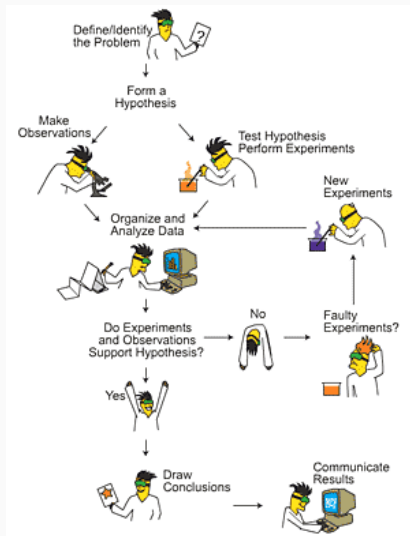 Define/Identify
the Problem
?
Form a
Hypothesis
Make
Observations
Test Hypothesis
Perform Experiments
New
Experiments
Organize and
Analyze Data
Do Experiments
and Observations
Support Hypothesis?
No
Faulty
Experiments?
Yes
Draw
Conclusions
Communicate
Results